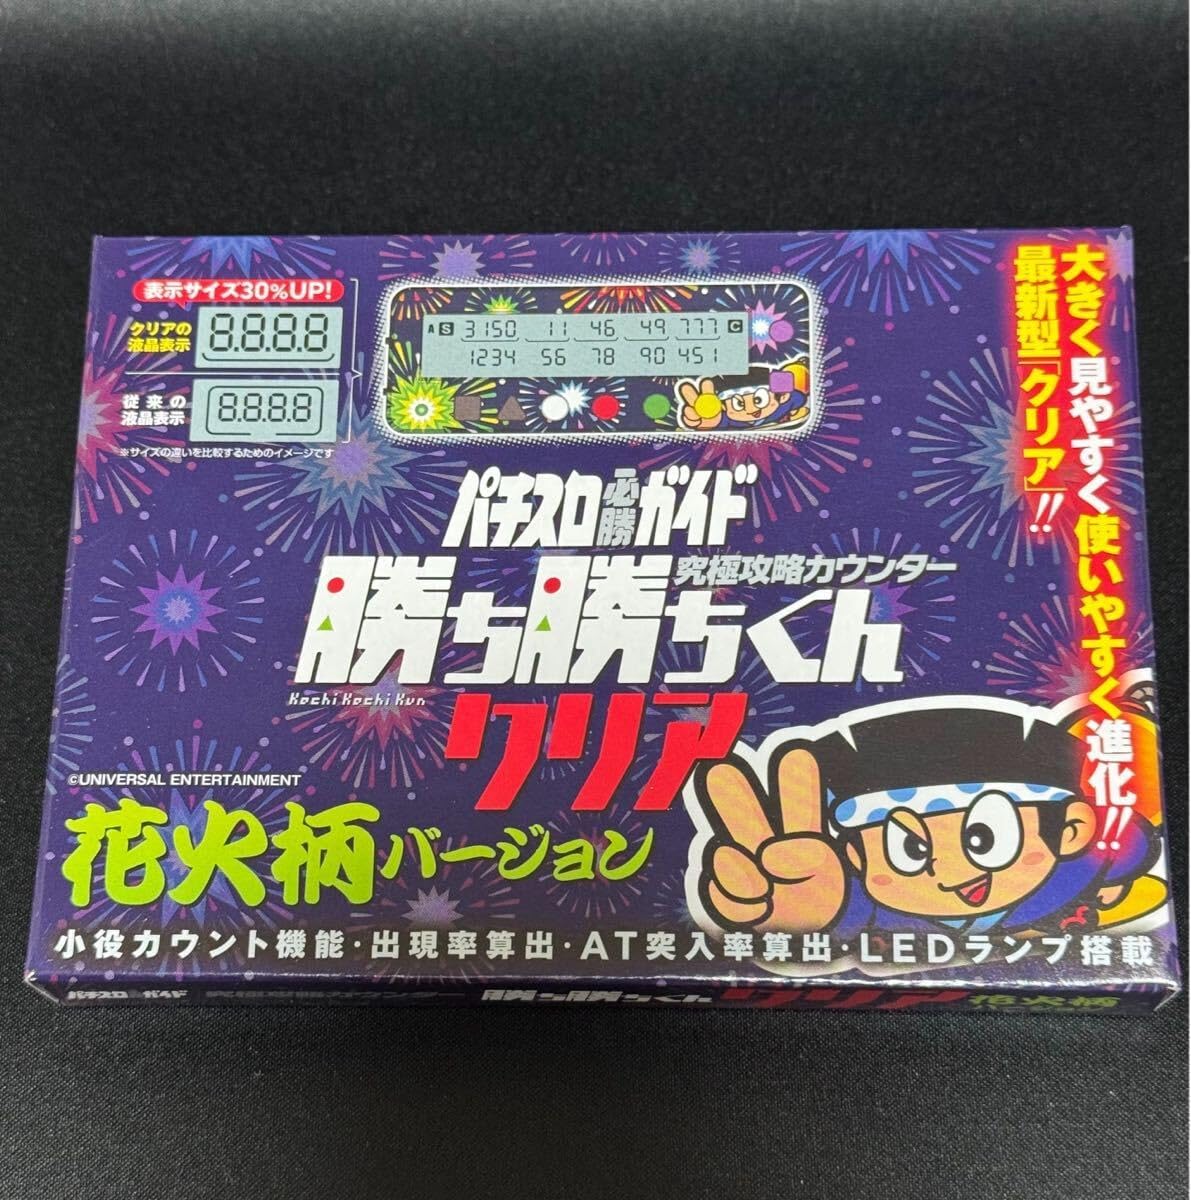 表示サイズ30%UP!
クリアの
液晶表示
8.8.8.8
従来の
液晶表示
8.8.8.8
※サイズの違いを比較するためのイメージです
A S 3150 11 46 49 777 C
1234 56 78 90 451
大きく見やすく使いやすく進化!!
最新型「クリア」!!
パチスロ必勝ガイド
究極攻略カウンター
勝ち勝ちくん
Kachi Kachi Kun
クリア
©UNIVERSAL ENTERTAINMENT
花火柄バージョン
小役カウント機能・出現率算出・AT突入率算出・LEDランプ搭載
パチスロ必勝ガイド 究極攻略カウンター 勝ち勝ちくん クリア 花火柄
バージョン